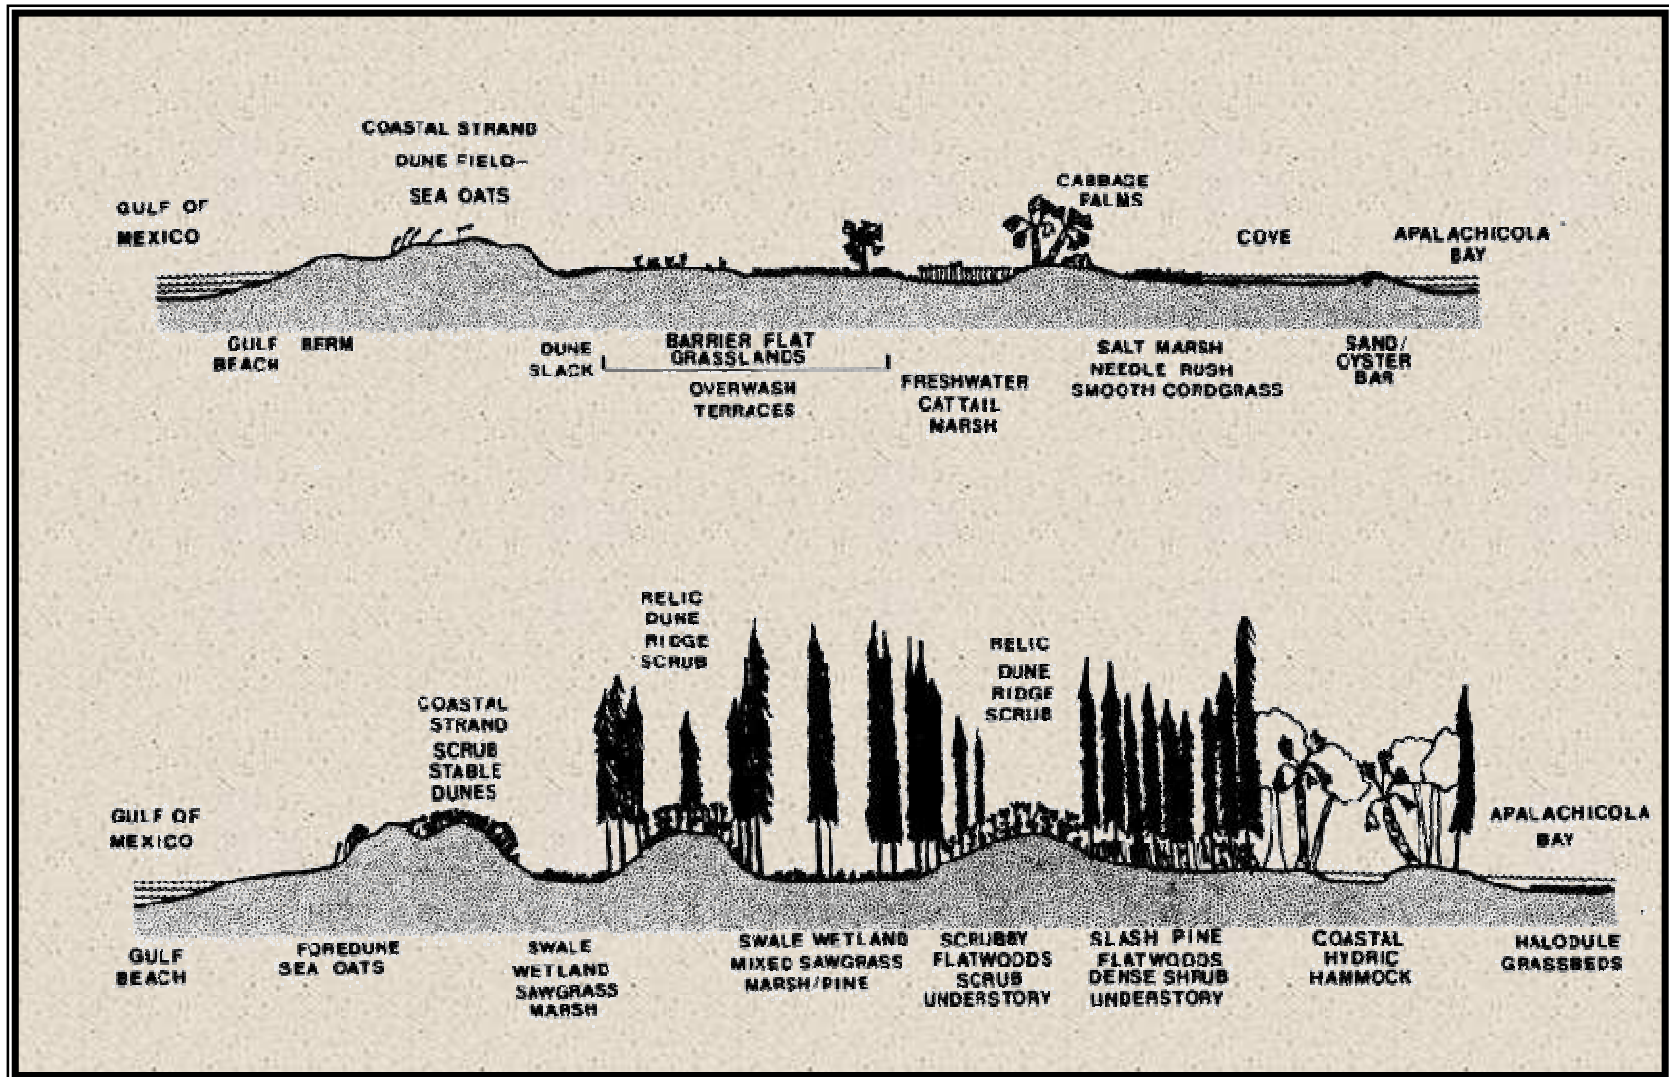 COASTAL STRAND
DUNE FIELD-
SEA OATS
GULF OF
MEXICO
CABBAGE
PALMS
COVE
APALACHICOLA
BAY
GULF
BEACH
BERM
DUNE
SLACK
BARRIER FLAT
GRASSLANDS
OVERWASH
TERRACES
FRESHWATER
CATTAIL
MARSH
SALT MARSH
NEEDLE RUSH
SMOOTH CORDGRASS
SAND/
OYSTER
BAR
RELIC
DUNE
RIDGE
SCRUB
RELIC
DUNE
RIDGE
SCRUB
COASTAL
STRAND
SCRUB
STABLE
DUNES
GULF OF
MEXICO
APALACHICOLA
BAY
GULF
BEACH
FOREDUNE
SEA OATS
SWALE
WETLAND
SAWGRASS
MARSH
SWALE WETLAND
MIXED SAWGRASS
MARSH/PINE
SCRUBBY
FLATWOODS
SCRUB
UNDERSTORY
SLASH PINE
FLATWOODS
DENSE SHRUB
UNDERSTORY
COASTAL
HYDRIC
HAMMOCK
HALODULE
GRASSBEDS